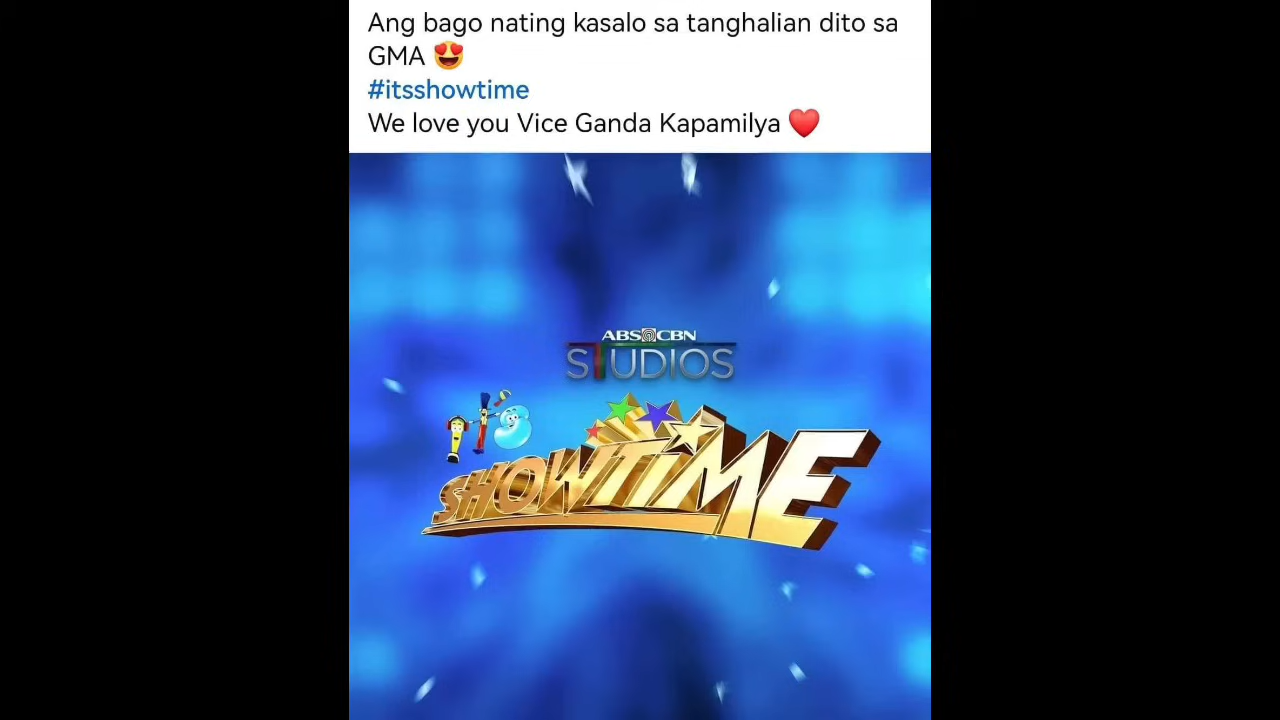 Ang bago nating kasalo sa tanghalian dito sa
GMA 😍
#itsshowtime
We love you Vice Ganda Kapamilya ❤️
ABS-CBN
STUDIOS
it's
SHOWTIME